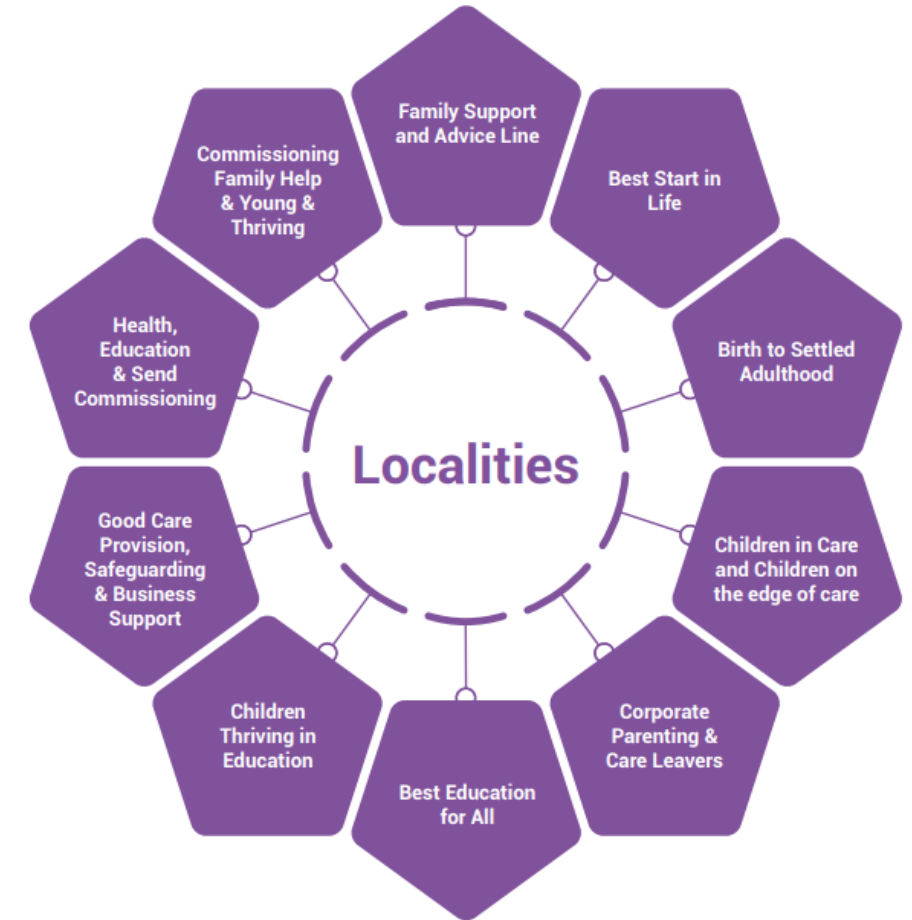 Family Support
and Advice Line
Best Start in
Life
Birth to Settled
Adulthood
Children in Care
and Children on
the edge of care
Corporate
Parenting &
Care Leavers
Best Education
for All
Children
Thriving in
Education
Good Care
Provision,
Safeguarding
& Business
Support
Health,
Education
& Send
Commissioning
Commissioning
Family Help
& Young &
Thriving
Localities